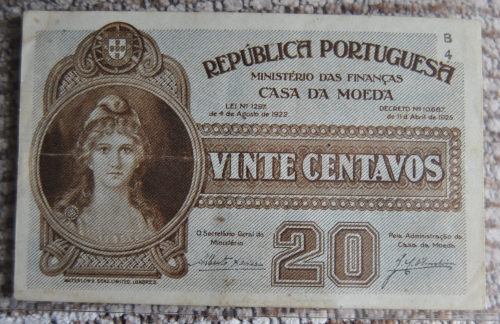 B
4
REPÚBLICA PORTUGUESA
MINISTÉRIO DAS FINANÇAS
CASA DA MOEDA
LEI Nº 1297
de 4 de Agosto de 1922
DECRETO Nº 10.667,
de 11 d'Abril de 1925
VINTE CENTAVOS
O Secretário Geral do
Ministério
20
Pela Administração da
Casa da Moeda
WATERLOW & SONS LIMITED, LONDRES.